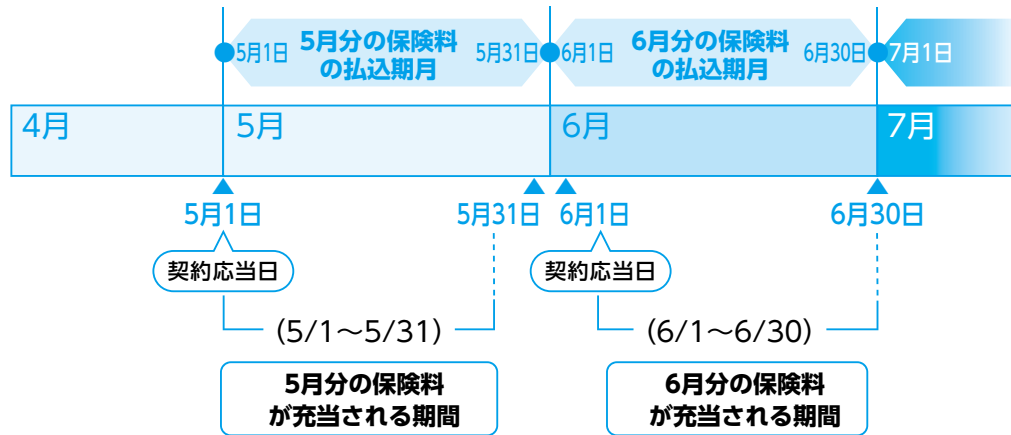 5月1日
5月分の保険料
の払込期月
5月31日
6月1日
6月分の保険料
の払込期月
6月30日
7月1日
4月
5月
6月
7月
5月1日
5月31日
6月1日
6月30日
契約応当日
契約応当日
(5/1〜5/31)
(6/1〜6/30)
5月分の保険料
が充当される期間
6月分の保険料
が充当される期間